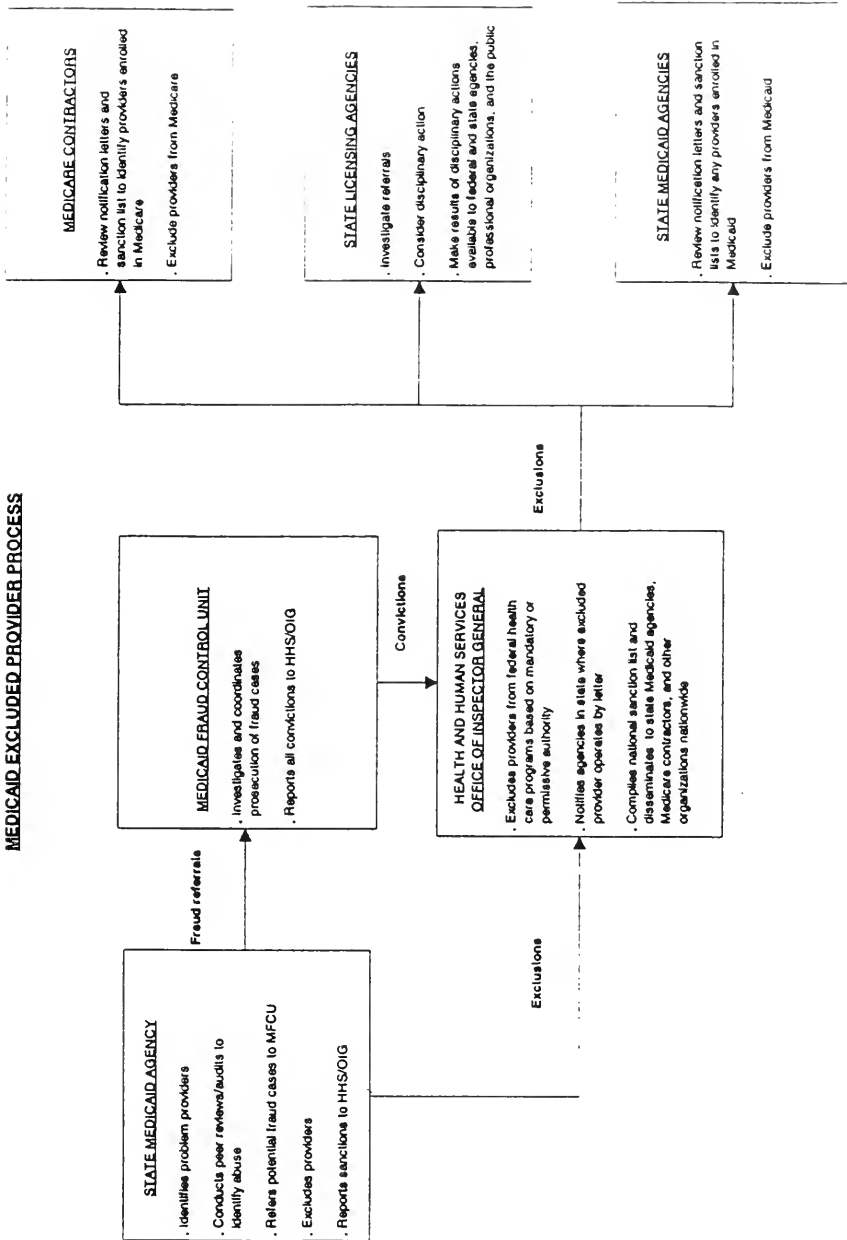 MEDICAID EXCLUDED PROVIDER PROCESS
STATE MEDICAID AGENCY
. Identifies problem providers
. Conducts peer reviews/audits to
identify abuse
. Refers potential fraud cases to MFCU
. Excludes providers
. Reports sanctions to HHS/OIG
Fraud referrals
MEDICAID FRAUD CONTROL UNIT
. Investigates and coordinates
prosecution of fraud cases
. Reports all convictions to HHS/OIG
Convictions
Exclusions
HEALTH AND HUMAN SERVICES
OFFICE OF INSPECTOR GENERAL
. Excludes providers from federal health
care programs based on mandatory or
permissive authority
. Notifies agencies in state where excluded
provider operates by letter
. Compiles national sanction list and
disseminates to state Medicaid agencies,
Medicare contractors, and other
organizations nationwide
Exclusions
MEDICARE CONTRACTORS
. Review notification letters and
sanction list to identify providers enrolled
in Medicare
. Exclude providers from Medicare
STATE LICENSING AGENCIES
. Investigate referrals
. Consider disciplinary action
. Make results of disciplinary actions
available to federal and state agencies,
professional organizations, and the public
STATE MEDICAID AGENCIES
. Review notification letters and sanction
lists to identify any providers enrolled in
Medicaid
. Exclude providers from Medicaid